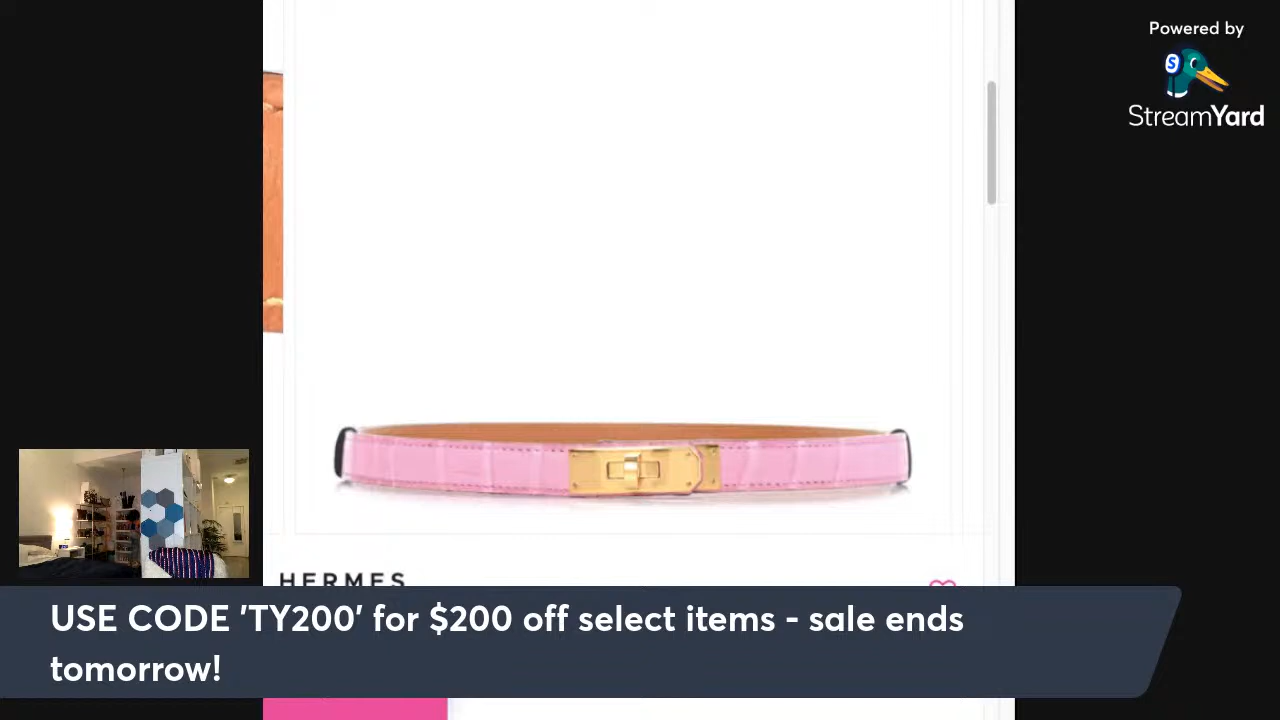 Powered by
S
StreamYard
HERMES
USE CODE 'TY200' for $200 off select items - sale ends
tomorrow!